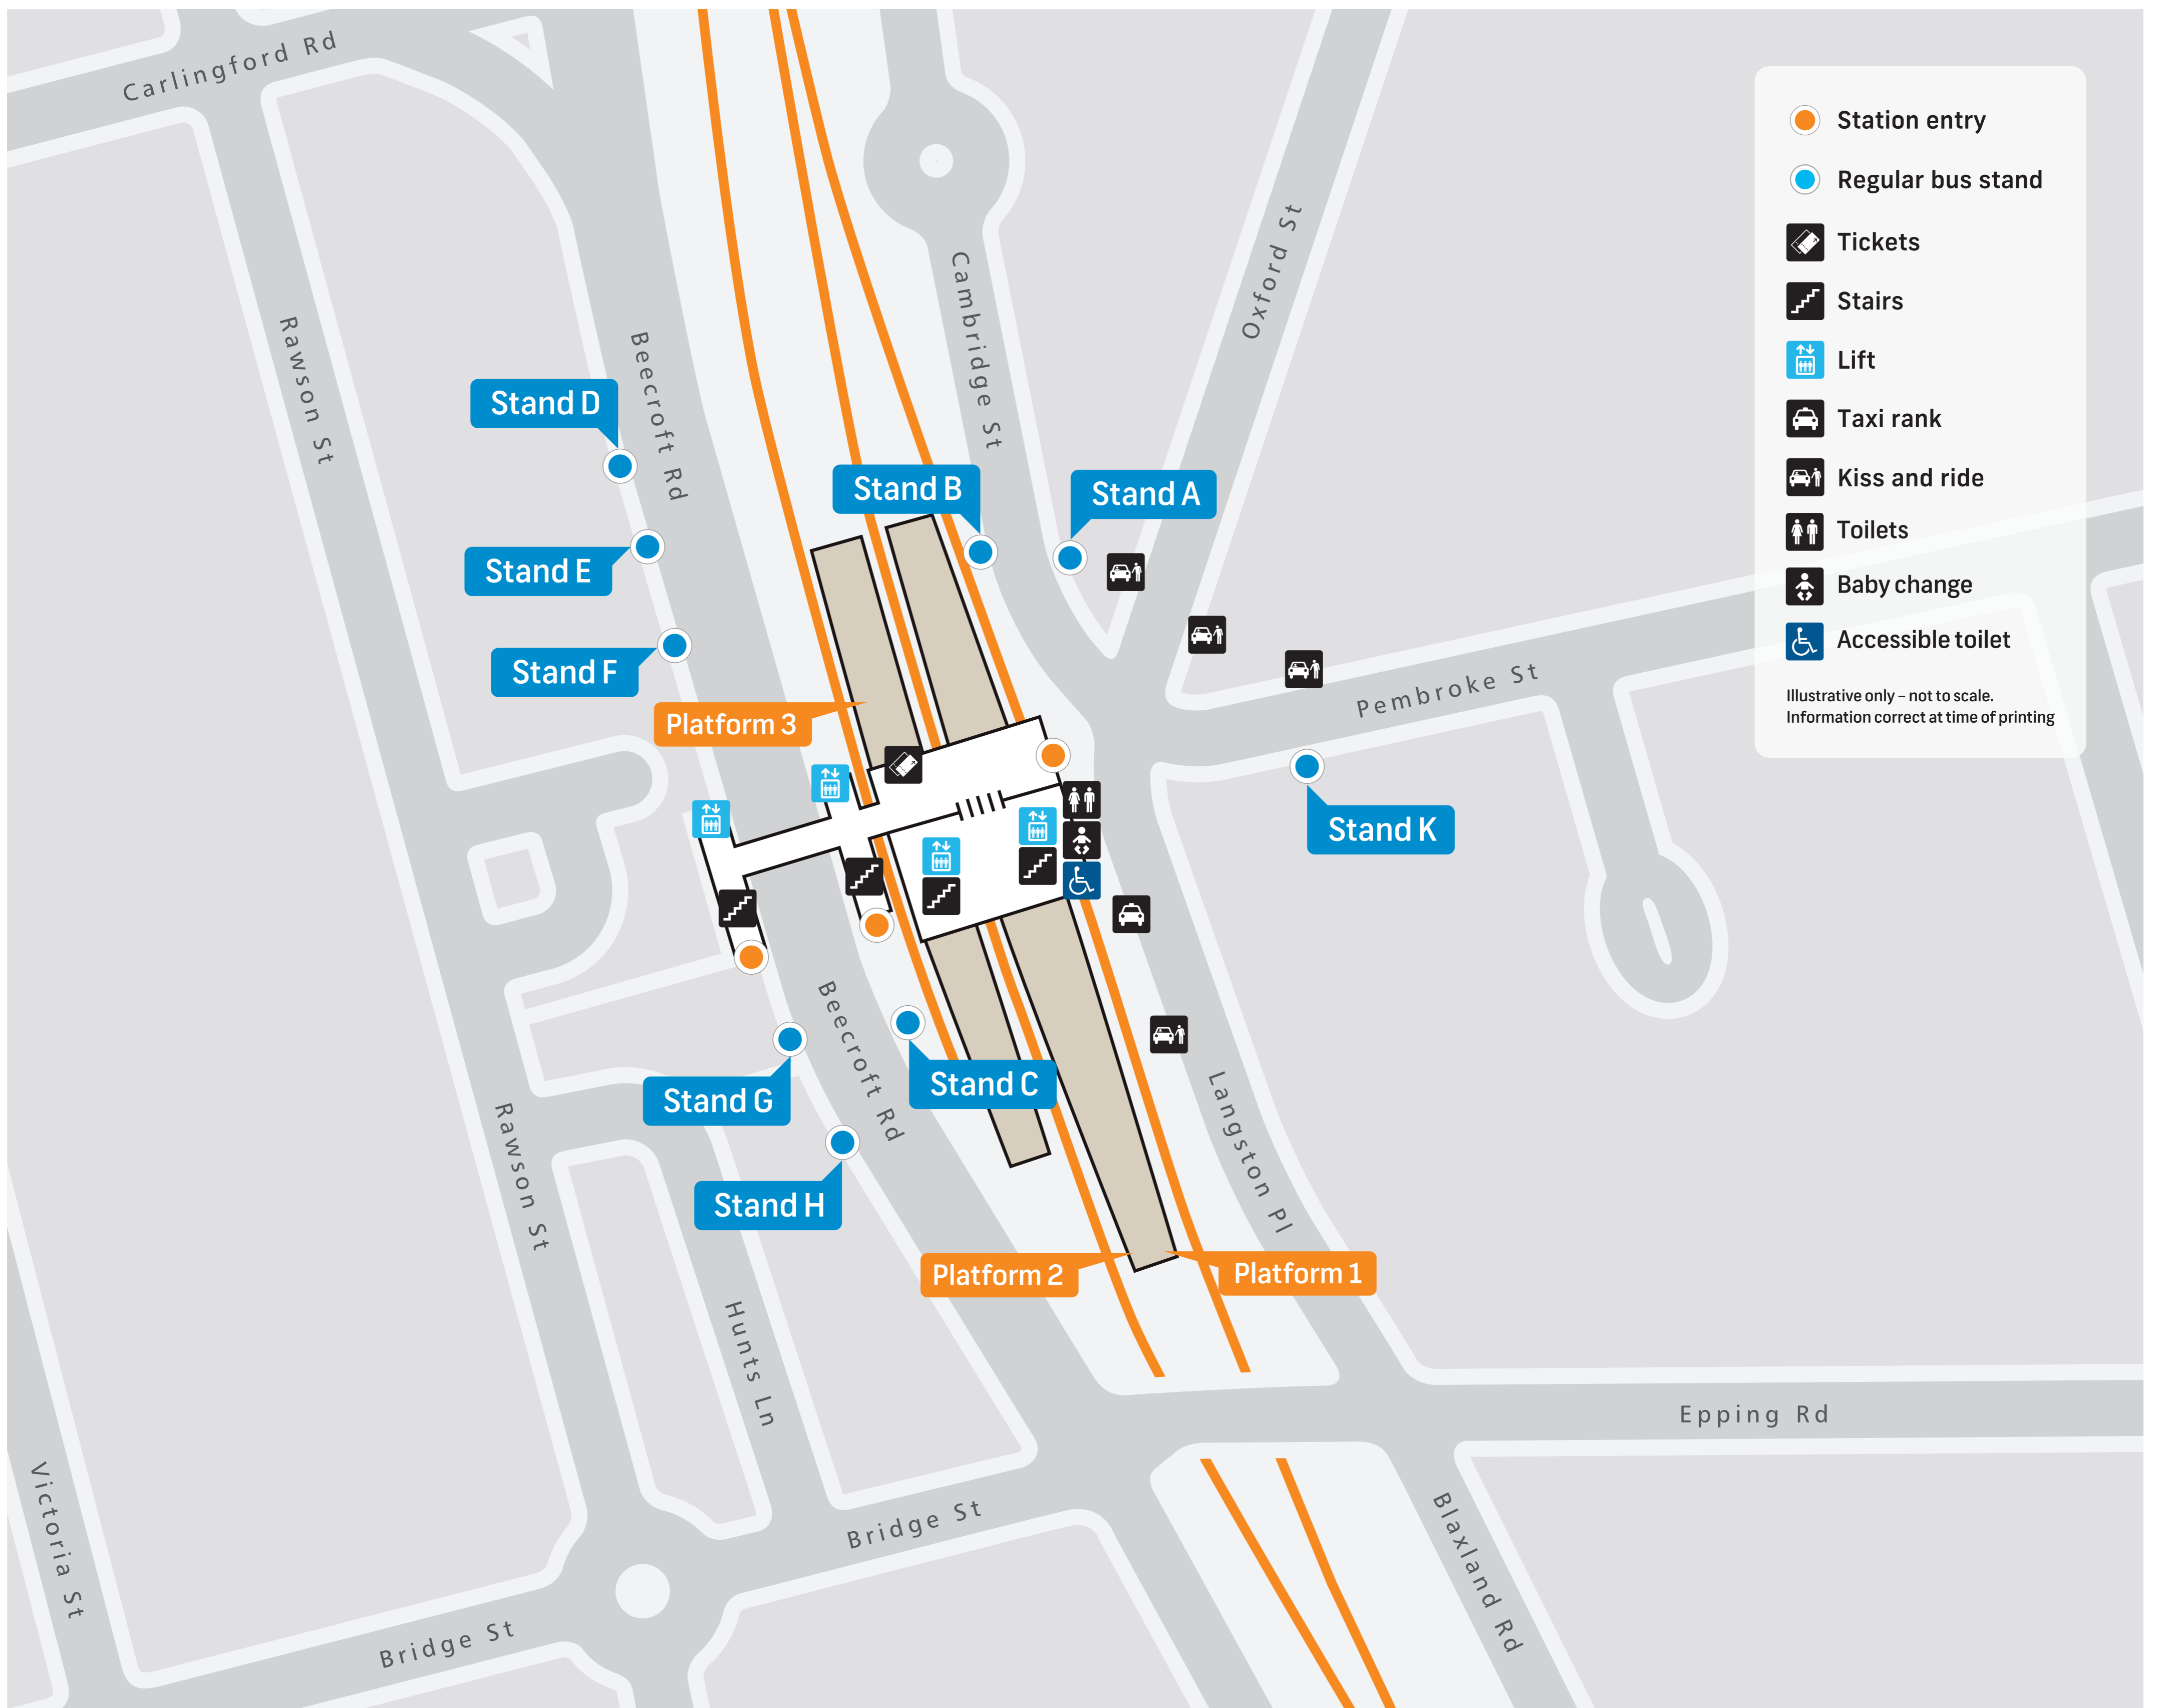 Carlingford Rd
Rawson St
Beecroft Rd
Cambridge St
Oxford St
Stand D
Stand B
Stand A
Stand E
Stand F
Platform 3
Pembroke St
Stand K
Beecroft Rd
Stand C
Stand G
Stand H
Rawson St
Langston Pl
Platform 2
Platform 1
Hunts Ln
Epping Rd
Victoria St
Bridge St
Bridge St
Blaxland Rd
Station entry
Regular bus stand
Tickets
Stairs
Lift
Taxi rank
Kiss and ride
Toilets
Baby change
Accessible toilet
Illustrative only – not to scale.
Information correct at time of printing